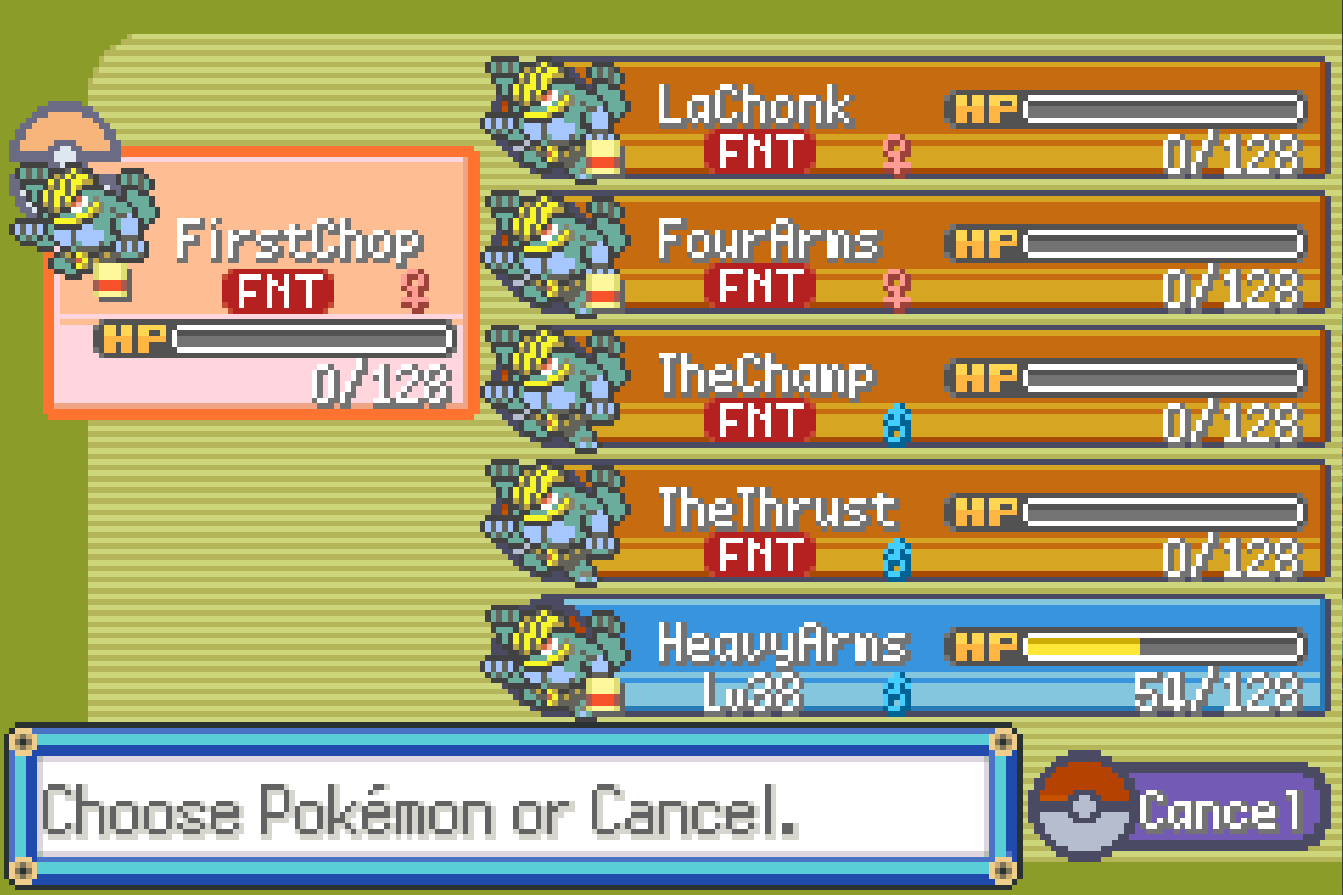 FirstChop
FNT ♀
HP
0/128
LaChonk HP
FNT ♀ 0/128
FourArms HP
FNT ♀ 0/128
TheChamp HP
FNT ♂ 0/128
TheThrust HP
FNT ♂ 0/128
HeavyArms HP
Lv38 ♂ 54/128
Choose Pokémon or Cancel.
Cancel